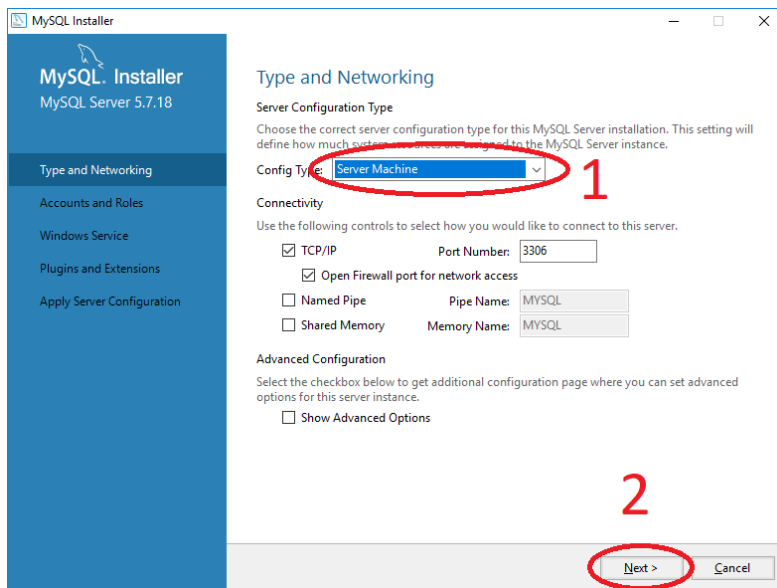 MySQL Installer
MySQL. Installer
MySQL Server 5.7.18
Type and Networking
Accounts and Roles
Windows Service
Plugins and Extensions
Apply Server Configuration
Type and Networking
Server Configuration Type
Choose the correct server configuration type for this MySQL Server installation. This setting will
define how much system resources are assigned to the MySQL Server instance.
Config Type: Server Machine
1
Connectivity
Use the following controls to select how you would like to connect to this server.
TCP/IP Port Number: 3306
Open Firewall port for network access
Named Pipe Pipe Name: MYSQL
Shared Memory Memory Name: MYSQL
Advanced Configuration
Select the checkbox below to get additional configuration page where you can set advanced
options for this server instance.
Show Advanced Options
2
Next > Cancel